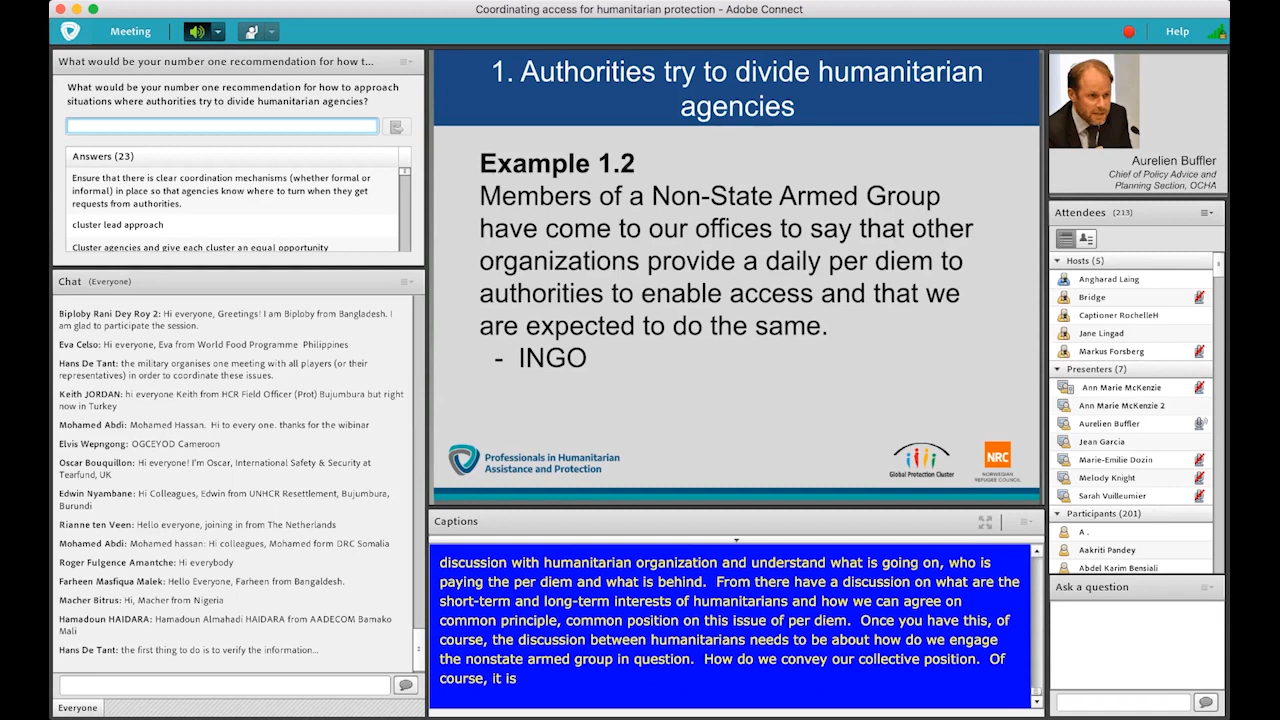 Coordinating access for humanitarian protection - Adobe Connect
Meeting
Help
What would be your number one recommendation for how t...
What would be your number one recommendation for how to approach
situations where authorities try to divide humanitarian agencies?
Answers (23)
Ensure that there is clear coordination mechanisms (whether formal or
informal) in place so that agencies know where to turn when they get
requests from authorities.
cluster lead approach
Cluster agencies and give each cluster an equal opportunity
Chat (Everyone)
Biploby Rani Dey Roy 2: Hi everyone, Greetings! I am Biploby from Bangladesh. I
am glad to participate the session.
Eva Celso: Hi everyone, Eva from World Food Programme Philippines
Hans De Tant: the military organises one meeting with all players (or their
representatives) in order to coordinate these issues.
Keith JORDAN: hi everyone Keith from HCR Field Officer (Prot) Bujumbura but right
now in Turkey
Mohamed Abdi: Mohamed Hassan. Hi to every one. thanks for the wibinar
Elvis Wepngong: OGCEYOD Cameroon
Oscar Bouquillon: Hi everyone! I'm Oscar, International Safety & Security at
Tearfund, UK
Edwin Nyambane: Hi Colleagues, Edwin from UNHCR Resettlement, Bujumbura,
Burundi
Rianne ten Veen: Hello everyone, joining in from The Netherlands
Mohamed Abdi: Mohamed hassan: Hi colleagues, Mohamed form DRC Somalia
Roger Fulgence Amantche: Hi everybody
Farheen Masfiqua Malek: Hello Everyone, Farheen from Bangaldesh.
Macher Bitrus: Hi, Macher from Nigeria
Hamadoun HAIDARA: Hamadoun Almahadi HAIDARA from AADECOM Bamako
Mali
Hans De Tant: the first thing to do is to verify the information...
Everyone
1. Authorities try to divide humanitarian
agencies
Example 1.2
Members of a Non-State Armed Group
have come to our offices to say that other
organizations provide a daily per diem to
authorities to enable access and that we
are expected to do the same.
- INGO
Professionals in Humanitarian
Assistance and Protection
Global Protection Cluster
NRC
NORWEGIAN
REFUGEE COUNCIL
Captions
discussion with humanitarian organization and understand what is going on, who is
paying the per diem and what is behind. From there have a discussion on what are the
short-term and long-term interests of humanitarians and how we can agree on
common principle, common position on this issue of per diem. Once you have this, of
course, the discussion between humanitarians needs to be about how do we engage
the nonstate armed group in question. How do we convey our collective position. Of
course, it is
Aurelien Buffler
Chief of Policy Advice and
Planning Section, OCHA
Attendees (213)
Hosts (5)
Angharad Laing
Bridge
Captioner RochelleH
Jane Lingad
Markus Forsberg
Presenters (7)
Ann Marie McKenzie
Ann Marie McKenzie 2
Aurelien Buffler
Jean Garcia
Marie-Emilie Dozin
Melody Knight
Sarah Vuilleumier
Participants (201)
A .
Aakriti Pandey
Abdel Karim Bensiali
Ask a question